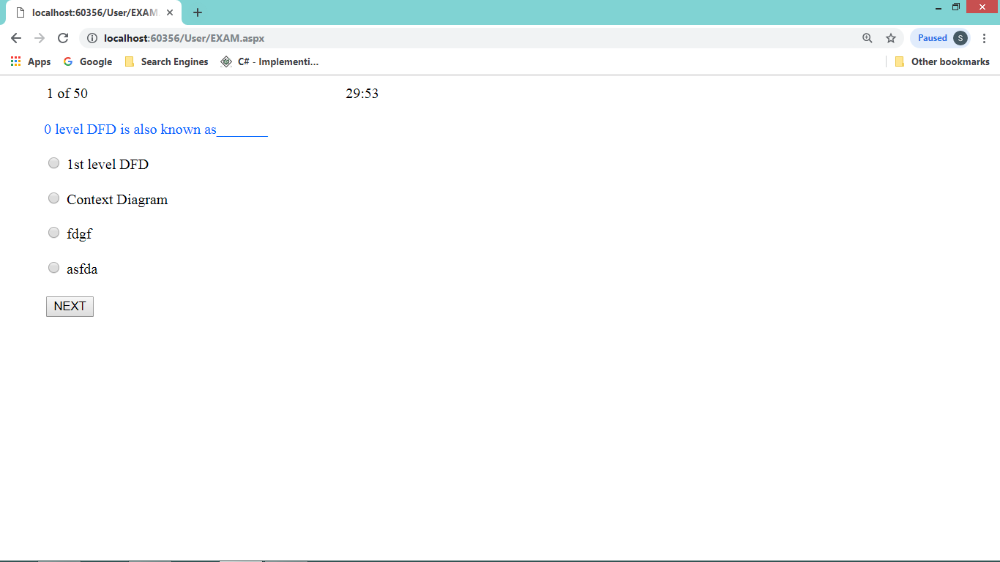 localhost:60356/User/EXAM
localhost:60356/User/EXAM.aspx
Paused S
Apps Google Search Engines C# - Implementi... Other bookmarks
1 of 50 29:53
0 level DFD is also known as_______
1st level DFD
Context Diagram
fdgf
asfda
NEXT